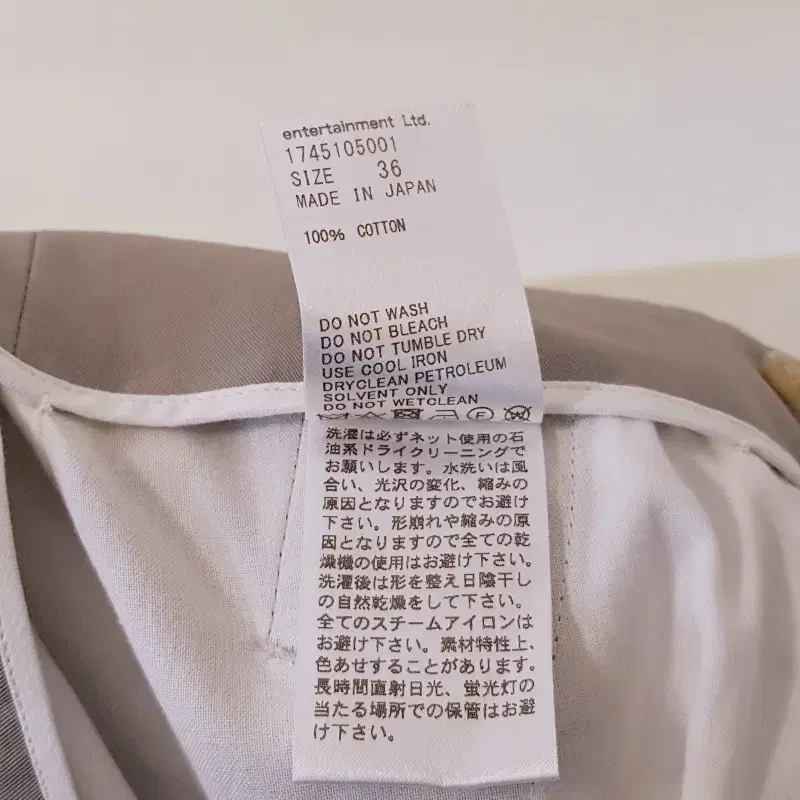 entertainment Ltd.
1745105001
SIZE 36
MADE IN JAPAN
100% COTTON
DO NOT WASH
DO NOT BLEACH
DO NOT TUMBLE DRY
USE COOL IRON
DRYCLEAN PETROLEUM
SOLVENT ONLY
DO NOT WETCLEAN
洗濯は必ずネット使用の石
油系ドライクリーニングで
お願いします。水洗いは風
合い、光沢の変化、縮みの
原因となりますのでお避け
下さい。形崩れや縮みの原
因となりますので全ての乾
燥機の使用はお避け下さい。
洗濯後は形を整え日陰干し
の自然乾燥をして下さい。
全てのスチームアイロンは
お避け下さい。素材特性上、
色あせすることがあります。
長時間直射日光、蛍光灯の
当たる場所での保管はお避
け下さい。